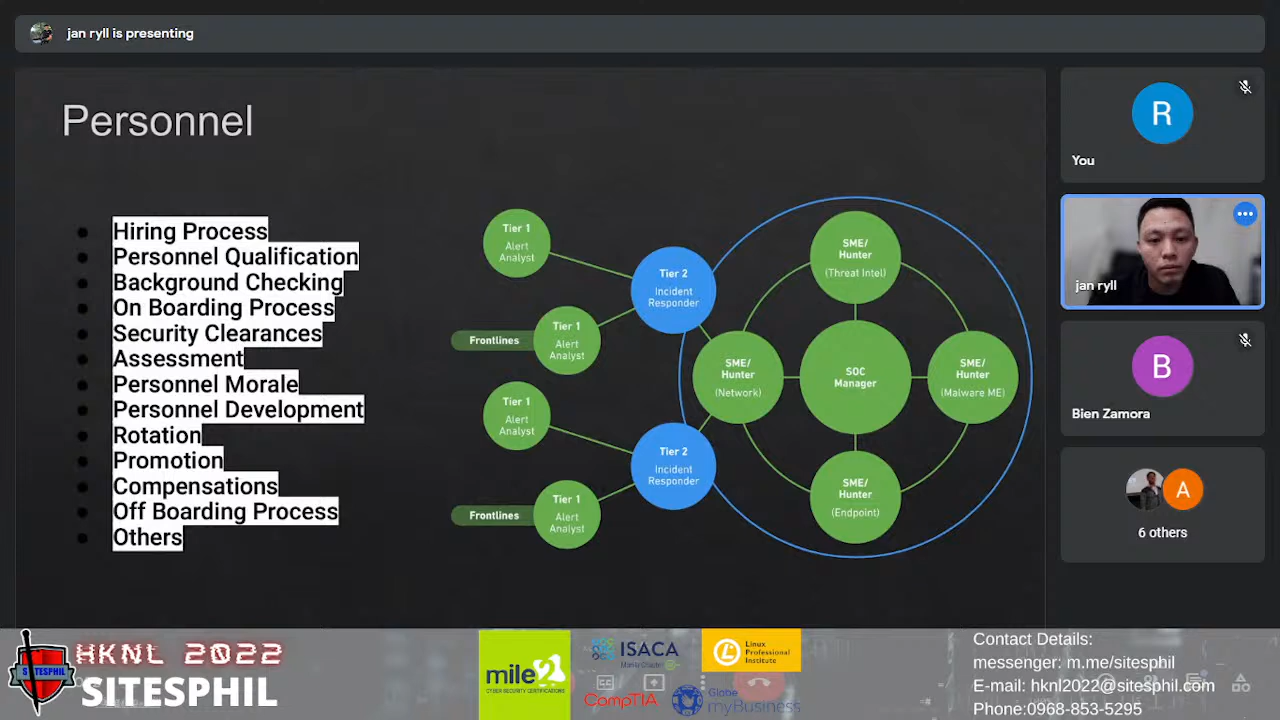 jan ryll is presenting
Personnel
Hiring Process
Personnel Qualification
Background Checking
On Boarding Process
Security Clearances
Assessment
Personnel Morale
Personnel Development
Rotation
Promotion
Compensations
Off Boarding Process
Others
Tier 1
Alert
Analyst
Frontlines
Tier 1
Alert
Analyst
Tier 1
Alert
Analyst
Frontlines
Tier 1
Alert
Analyst
Tier 2
Incident
Responder
Tier 2
Incident
Responder
SME/
Hunter
(Threat Intel)
SME/
Hunter
(Network)
SOC
Manager
SME/
Hunter
(Malware ME)
SME/
Hunter
(Endpoint)
R
You
jan ryll
B
Bien Zamora
A
6 others
SITESPHIL
HKNL 2022
SITESPHIL
mile2
CYBER SECURITY CERTIFICATIONS
ISACA
CompTIA
Linux
Professional
Institute
Globe
myBusiness
Contact Details:
messenger: m.me/sitesphil
E-mail: hknl2022@sitesphil.com
Phone:0968-853-5295